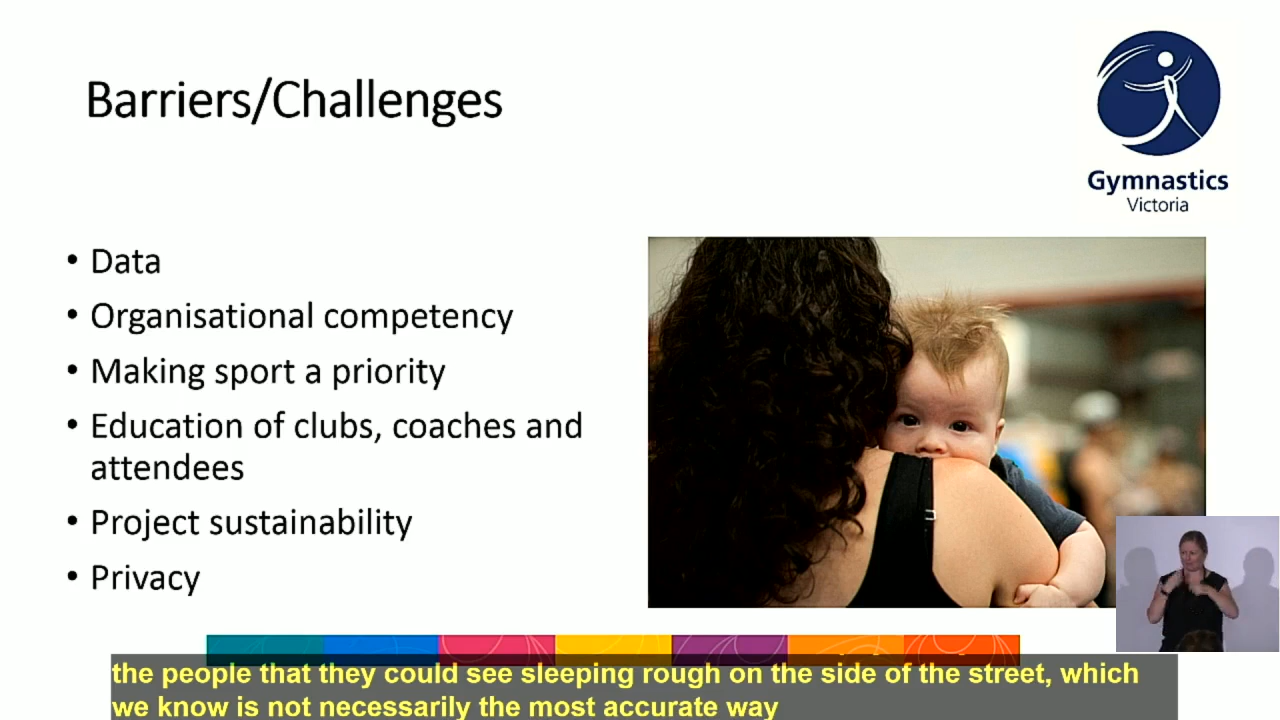 Barriers/Challenges
Gymnastics
Victoria
• Data
• Organisational competency
• Making sport a priority
• Education of clubs, coaches and
attendees
• Project sustainability
• Privacy
the people that they could see sleeping rough on the side of the street, which
we know is not necessarily the most accurate way